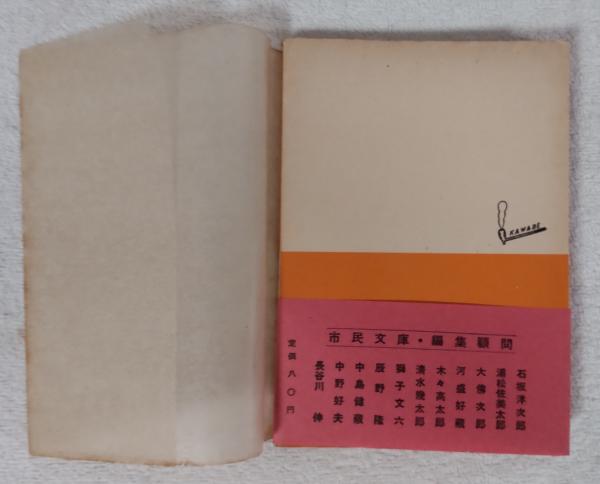 KAWADE
市民文庫・編集顧問
石坂洋次郎
浦松佐美太郎
大佛次郎
河盛好藏
木々高太郎
清水幾太郎
獅子文六
辰野隆
中島健藏
中野好夫
長谷川伸
定価八〇円